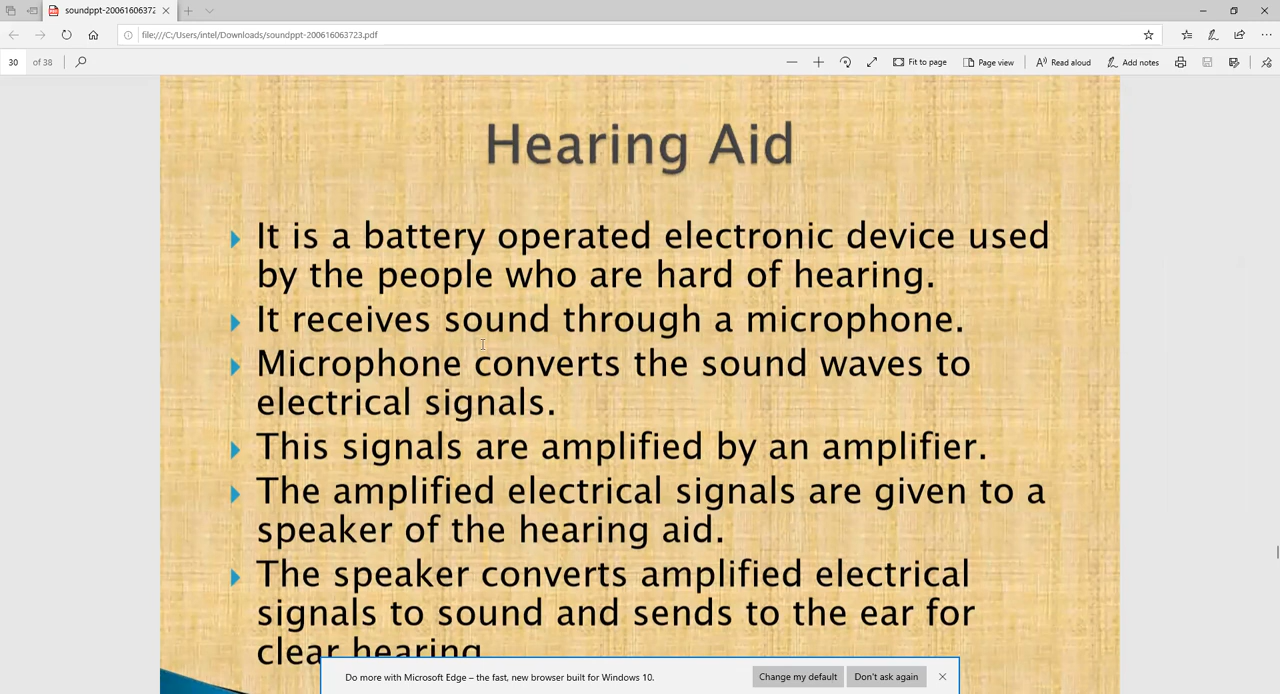 soundppt-2006160637
file:///C:/Users/intel/Downloads/soundppt-200616063723.pdf
30 of 38
Fit to page
Page view
Read aloud
Add notes
Hearing Aid
It is a battery operated electronic device used
by the people who are hard of hearing.
It receives sound through a microphone.
Microphone converts the sound waves to
electrical signals.
This signals are amplified by an amplifier.
The amplified electrical signals are given to a
speaker of the hearing aid.
The speaker converts amplified electrical
signals to sound and sends to the ear for
clear hearing
Do more with Microsoft Edge – the fast, new browser built for Windows 10.
Change my default
Don't ask again